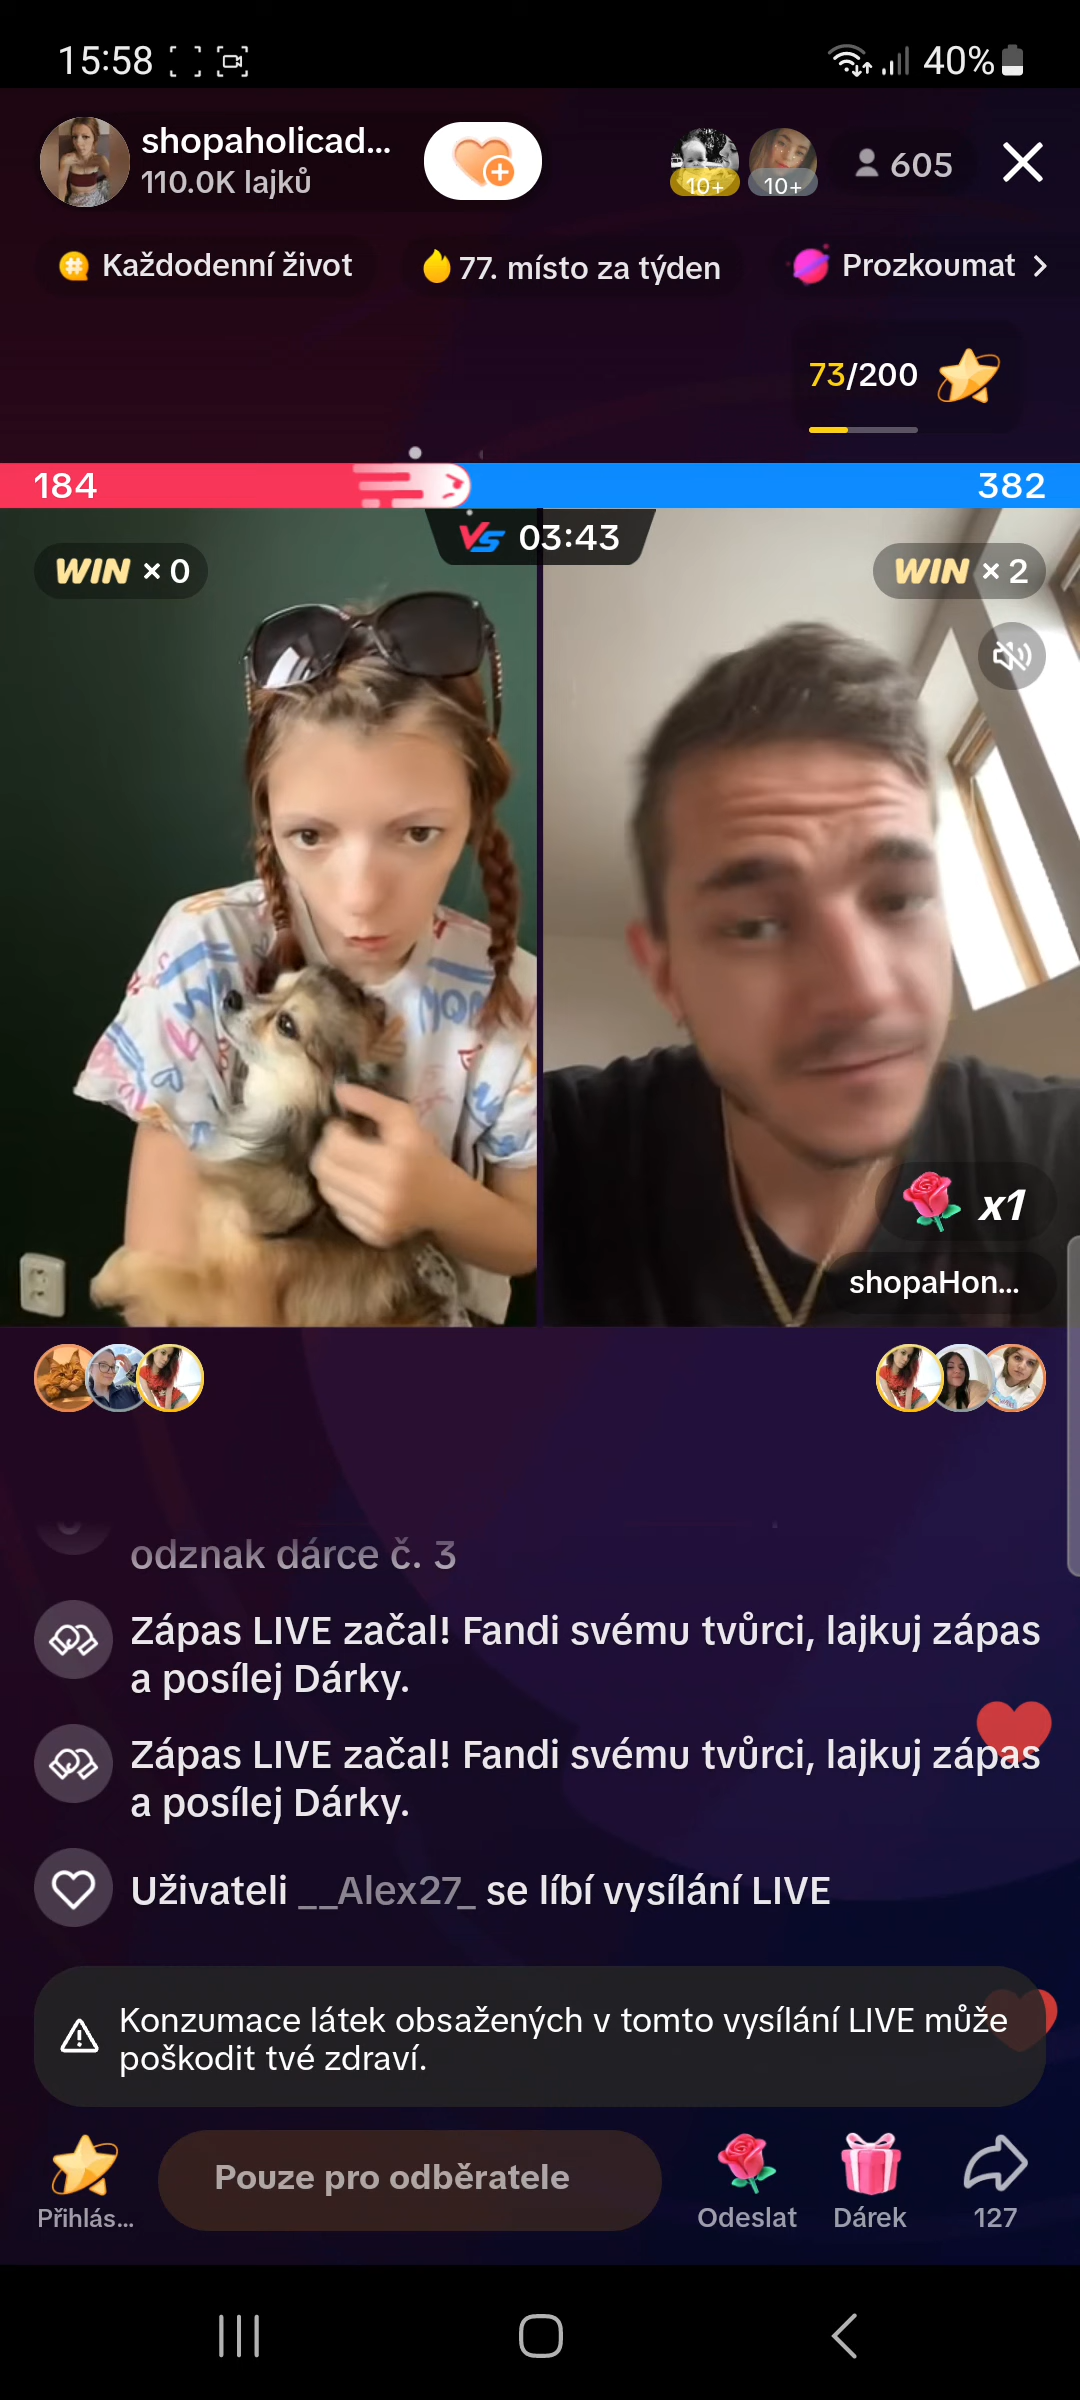 15:58
40%
shopaholicad...
110.0K lajků
10+
10+
605
Každodenní život
77. místo za týden
Prozkoumat
73/200
184
382
VS 03:43
WIN × 0
WIN × 2
x1
shopaHon...
odznak dárce č. 3
Zápas LIVE začal! Fandi svému tvůrci, lajkuj zápas
a posílej Dárky.
Zápas LIVE začal! Fandi svému tvůrci, lajkuj zápas
a posílej Dárky.
Uživateli __Alex27_ se líbí vysílání LIVE
Konzumace látek obsažených v tomto vysílání LIVE může
poškodit tvé zdraví.
Přihlás...
Pouze pro odběratele
Odeslat
Dárek
127